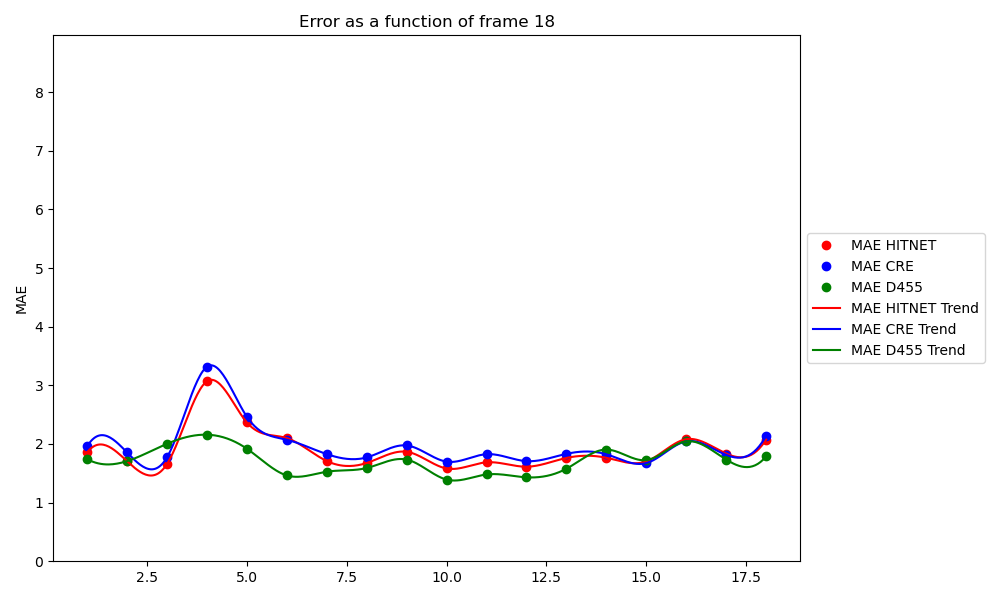 Error as a function of frame 18
MAE
8
7
6
5
4
3
2
1
0
2.5
5.0
7.5
10.0
12.5
15.0
17.5
MAE HITNET
MAE CRE
MAE D455
MAE HITNET Trend
MAE CRE Trend
MAE D455 Trend